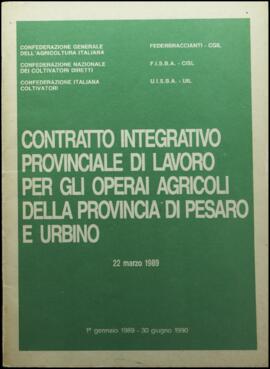 CONFEDERAZIONE GENERALE
DELL'AGRICOLTURA ITALIANA
FEDERBRACCIANTI - CGIL
CONFEDERAZIONE NAZIONALE
DEI COLTIVATORI DIRETTI
F.I.S.B.A. - CISL
CONFEDERAZIONE ITALIANA
COLTIVATORI
U.I.S.B.A. - UIL
CONTRATTO INTEGRATIVO
PROVINCIALE DI LAVORO
PER GLI OPERAI AGRICOLI
DELLA PROVINCIA DI PESARO
E URBINO
22 marzo 1989
1° gennaio 1989 - 30 giugno 1990